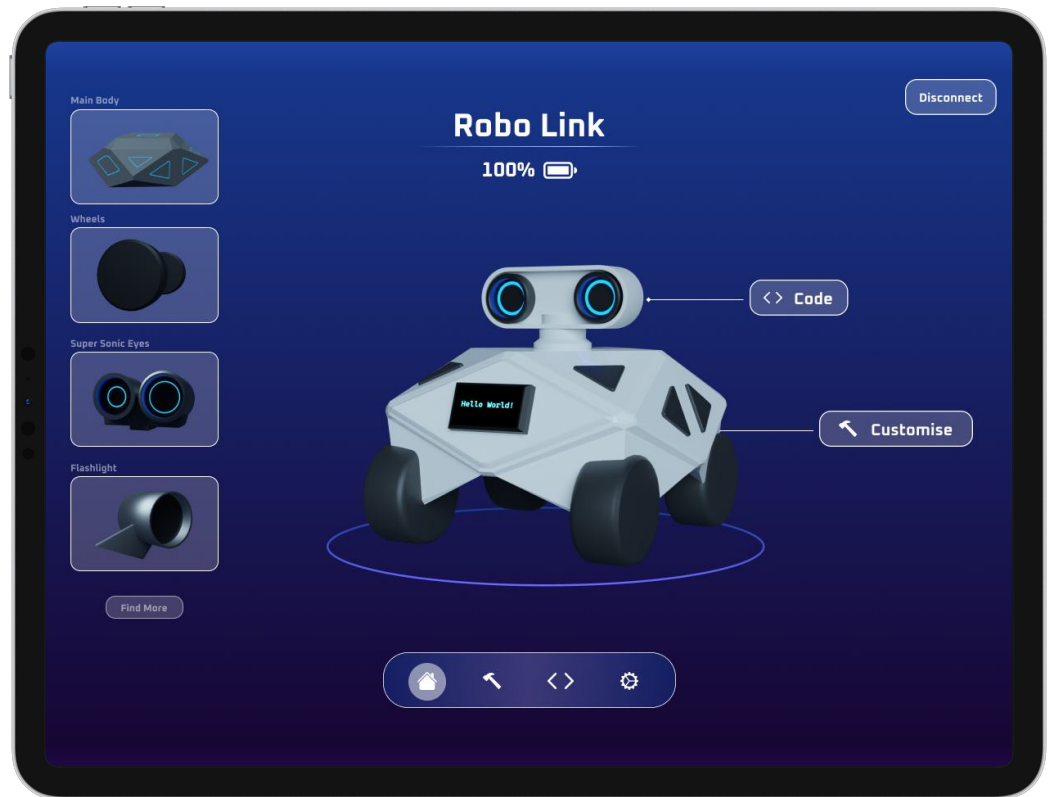 Main Body
Wheels
Super Sonic Eyes
Flashlight
Find More
Robo Link
100%
Hello World!
Disconnect
Code
Customise